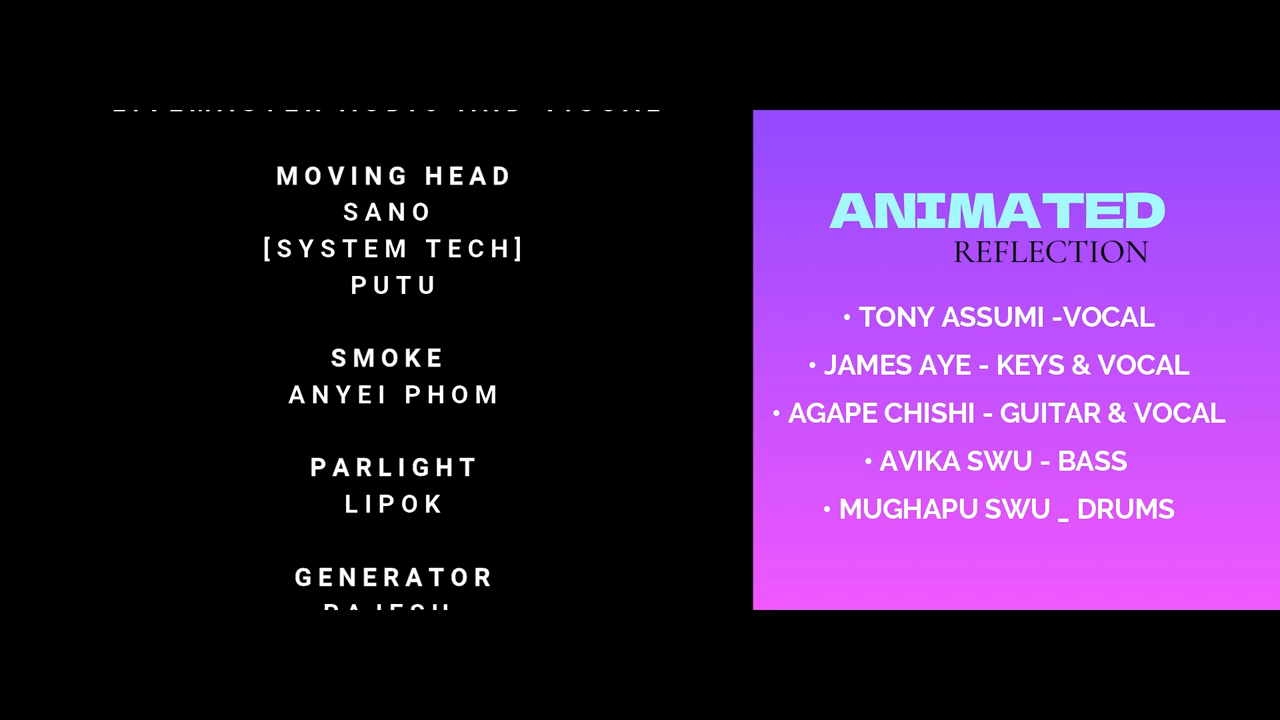 MOVING HEAD
SANO
[SYSTEM TECH]
PUTU
SMOKE
ANYEI PHOM
PARLIGHT
LIPOK
GENERATOR
ANIMATED
REFLECTION
• TONY ASSUMI -VOCAL
• JAMES AYE - KEYS & VOCAL
• AGAPE CHISHI - GUITAR & VOCAL
• AVIKA SWU - BASS
• MUGHAPU SWU _ DRUMS